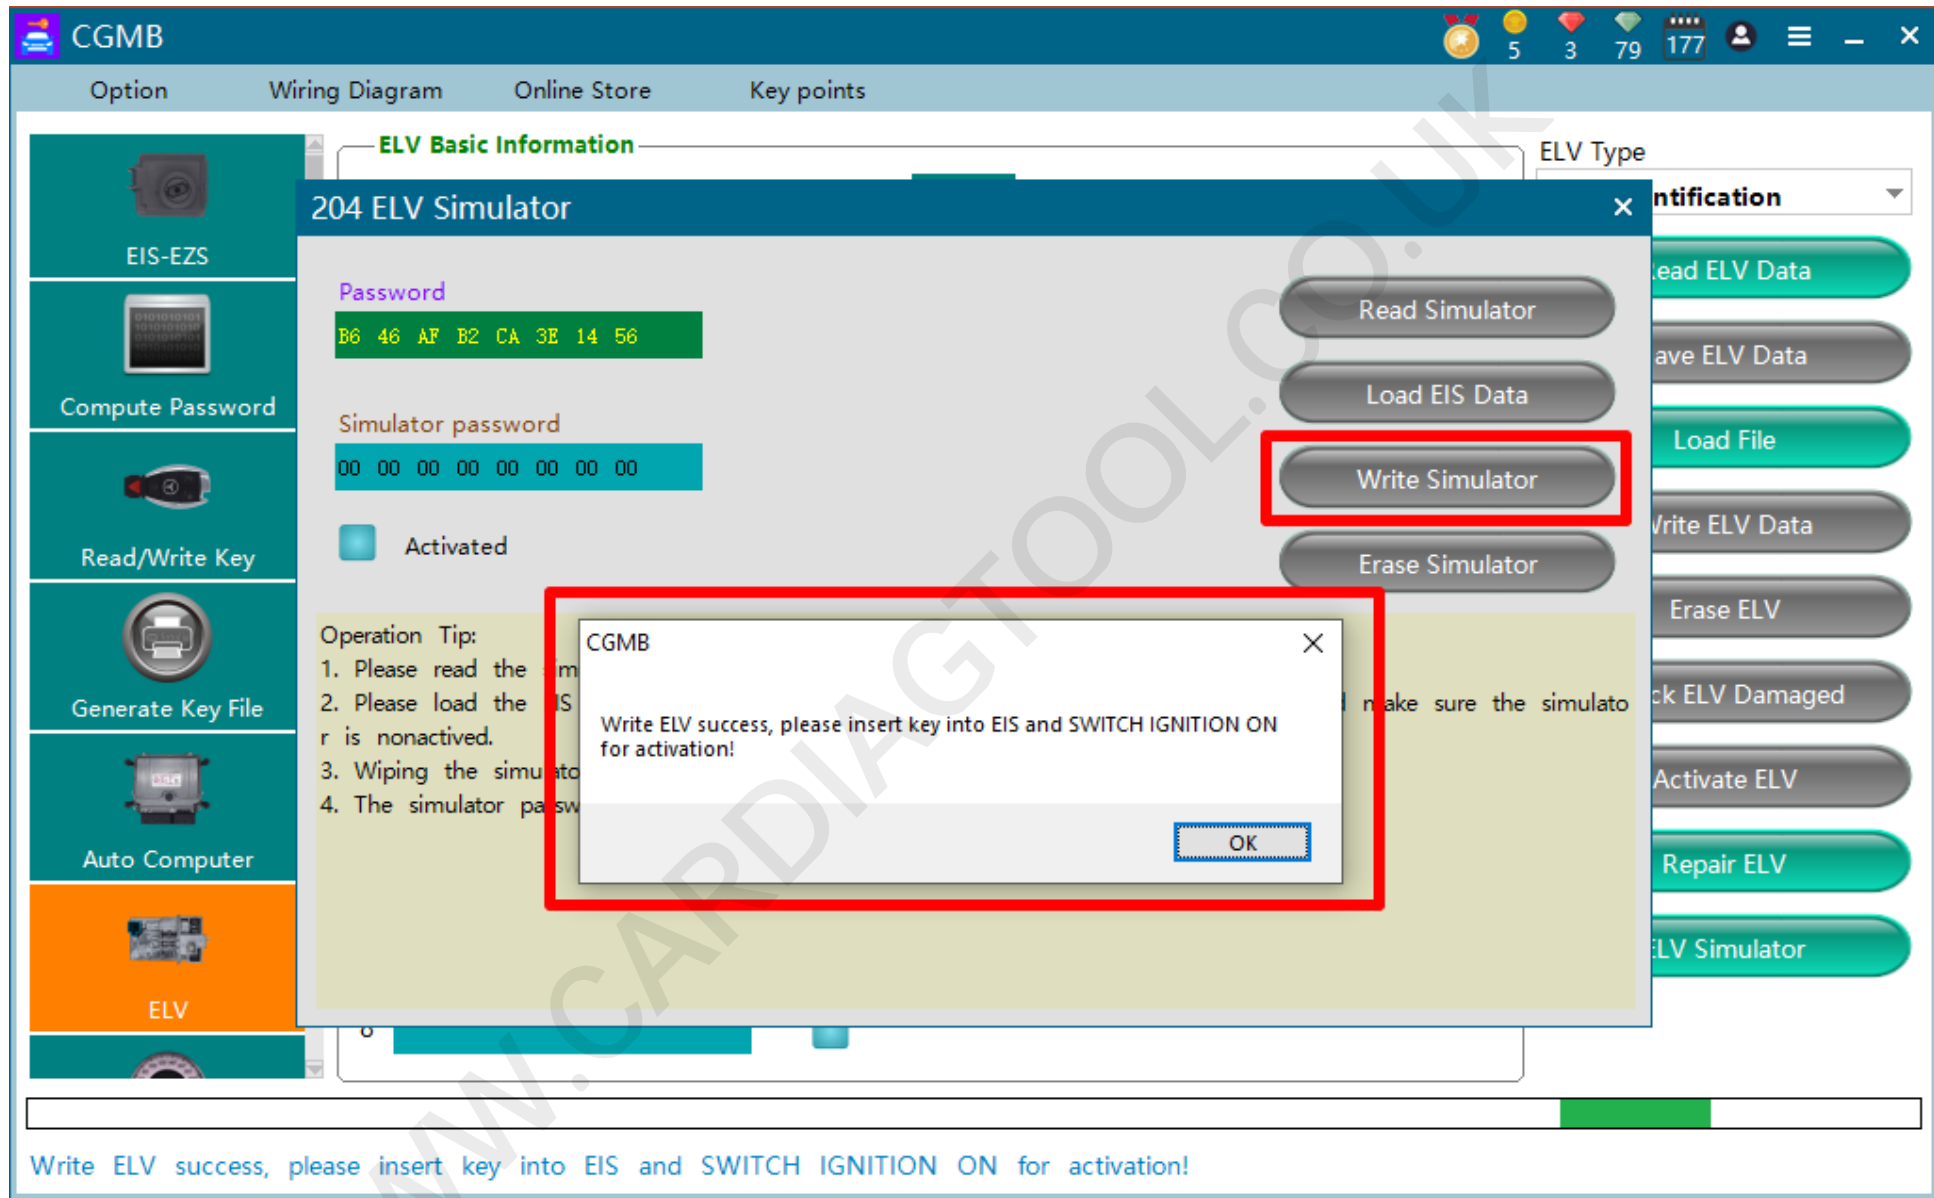 CGMB
5
3
79
177
Option
Wiring Diagram
Online Store
Key points
EIS-EZS
Compute Password
Read/Write Key
Generate Key File
Auto Computer
ELV
ELV Basic Information
204 ELV Simulator
Password
B6 46 AF B2 CA 3E 14 56
Simulator password
00 00 00 00 00 00 00 00
Activated
Read Simulator
Load EIS Data
Write Simulator
Erase Simulator
Operation Tip:
1. Please read the
2. Please load the make sure the simulato
r is nonactived.
3. Wiping the
4. The simulator
CGMB
Write ELV success, please insert key into EIS and SWITCH IGNITION ON
for activation!
OK
ELV Type
ntification
ead ELV Data
ave ELV Data
Load File
Write ELV Data
Erase ELV
ck ELV Damaged
Activate ELV
Repair ELV
ELV Simulator
Write ELV success, please insert key into EIS and SWITCH IGNITION ON for activation!
WW.CARDIAGTOOL.CO.UK